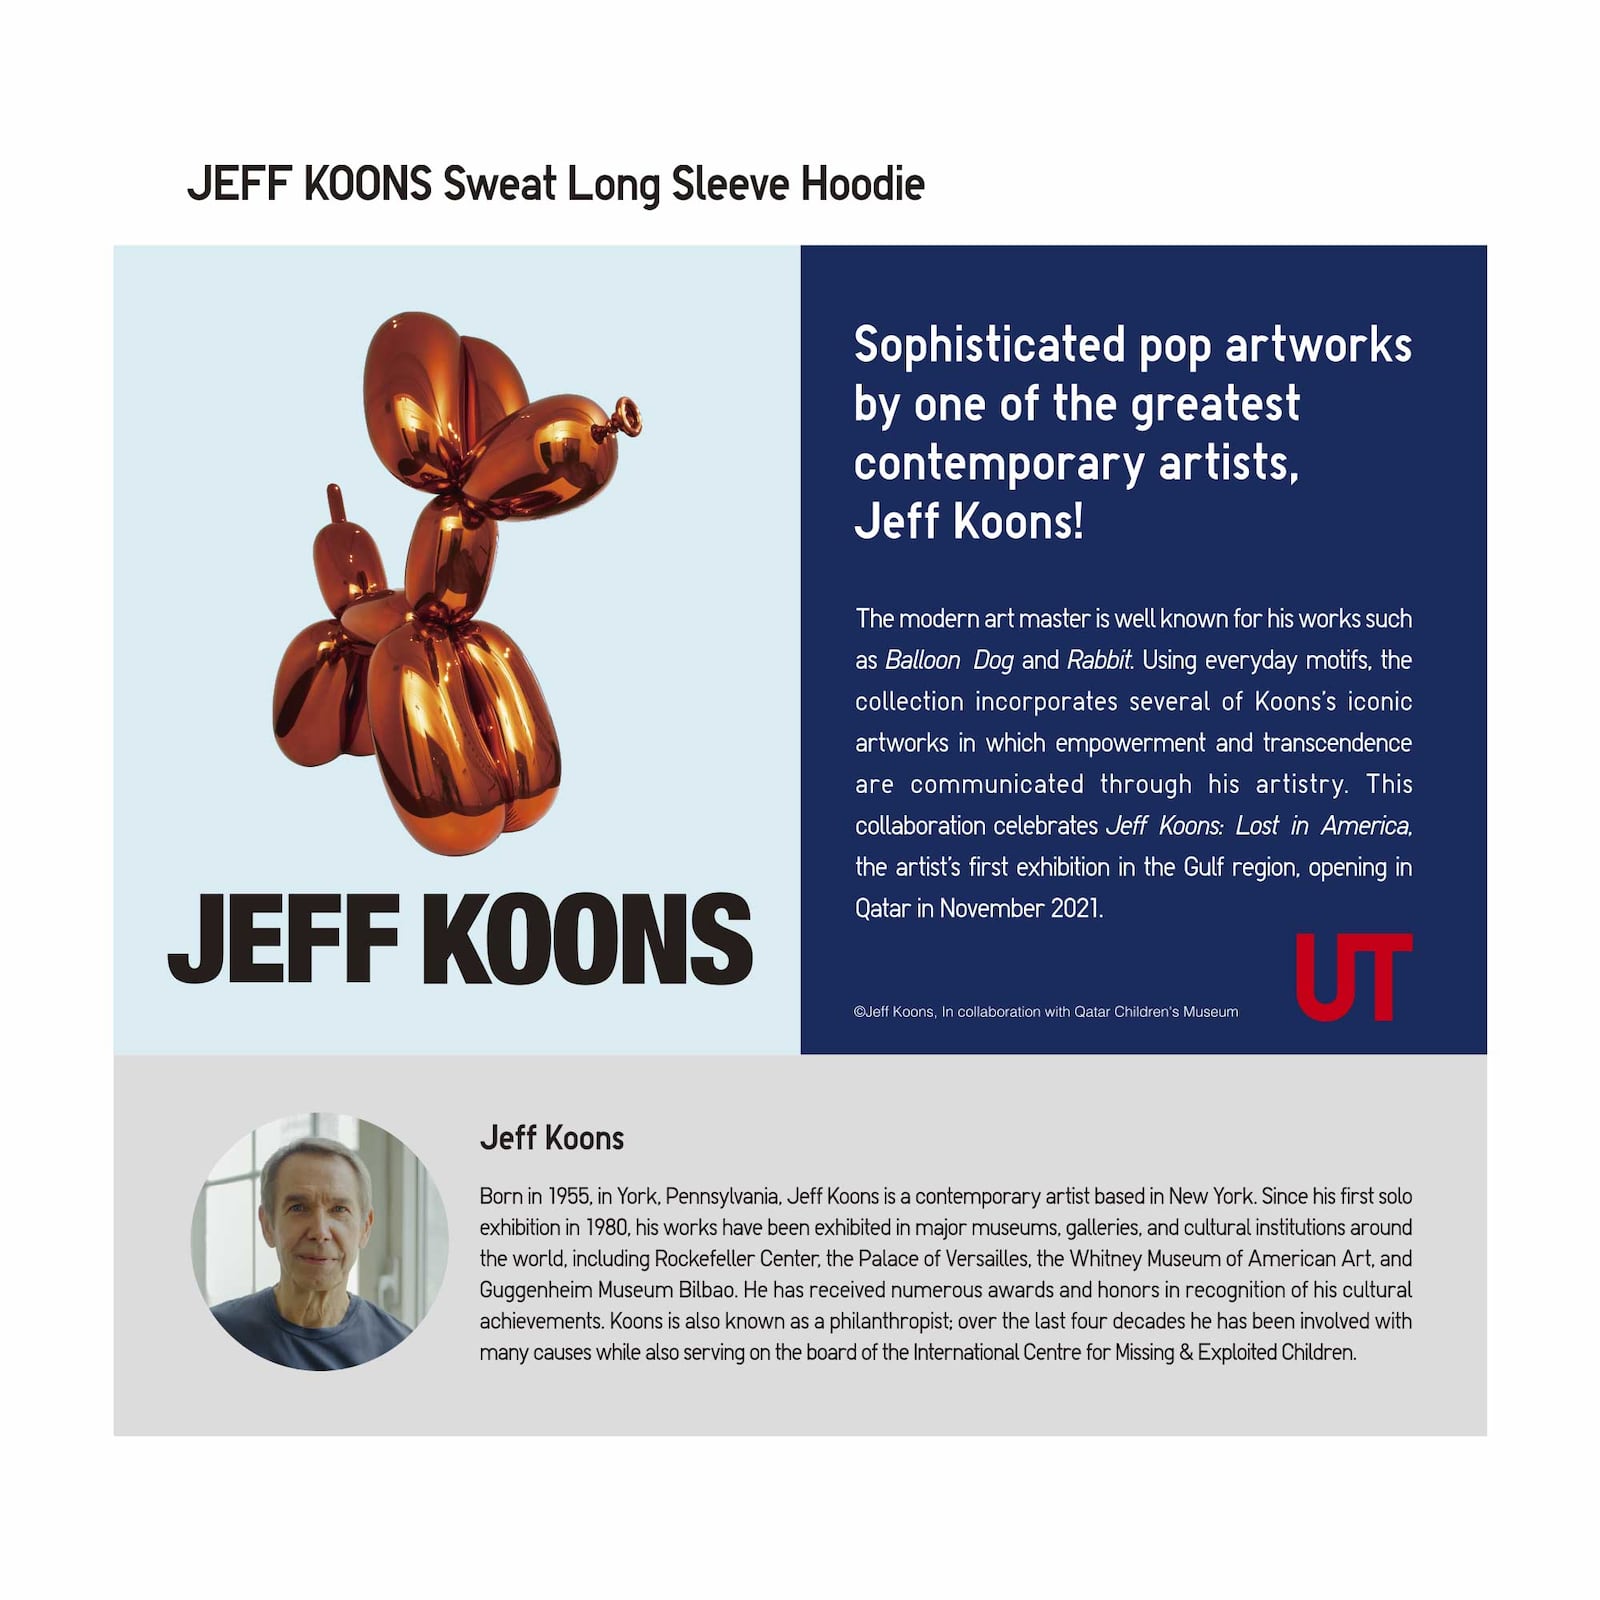 JEFF KOONS Sweat Long Sleeve Hoodie
JEFF KOONS
Sophisticated pop artworks
by one of the greatest
contemporary artists,
Jeff Koons!
The modern art master is well known for his works such
as Balloon Dog and Rabbit. Using everyday motifs, the
collection incorporates several of Koons's iconic
artworks in which empowerment and transcendence
are communicated through his artistry. This
collaboration celebrates Jeff Koons: Lost in America,
the artist's first exhibition in the Gulf region, opening in
Qatar in November 2021.
©Jeff Koons, In collaboration with Qatar Children's Museum
UT
Jeff Koons
Born in 1955, in York, Pennsylvania, Jeff Koons is a contemporary artist based in New York. Since his first solo
exhibition in 1980, his works have been exhibited in major museums, galleries, and cultural institutions around
the world, including Rockefeller Center, the Palace of Versailles, the Whitney Museum of American Art, and
Guggenheim Museum Bilbao. He has received numerous awards and honors in recognition of his cultural
achievements. Koons is also known as a philanthropist; over the last four decades he has been involved with
many causes while also serving on the board of the International Centre for Missing & Exploited Children.